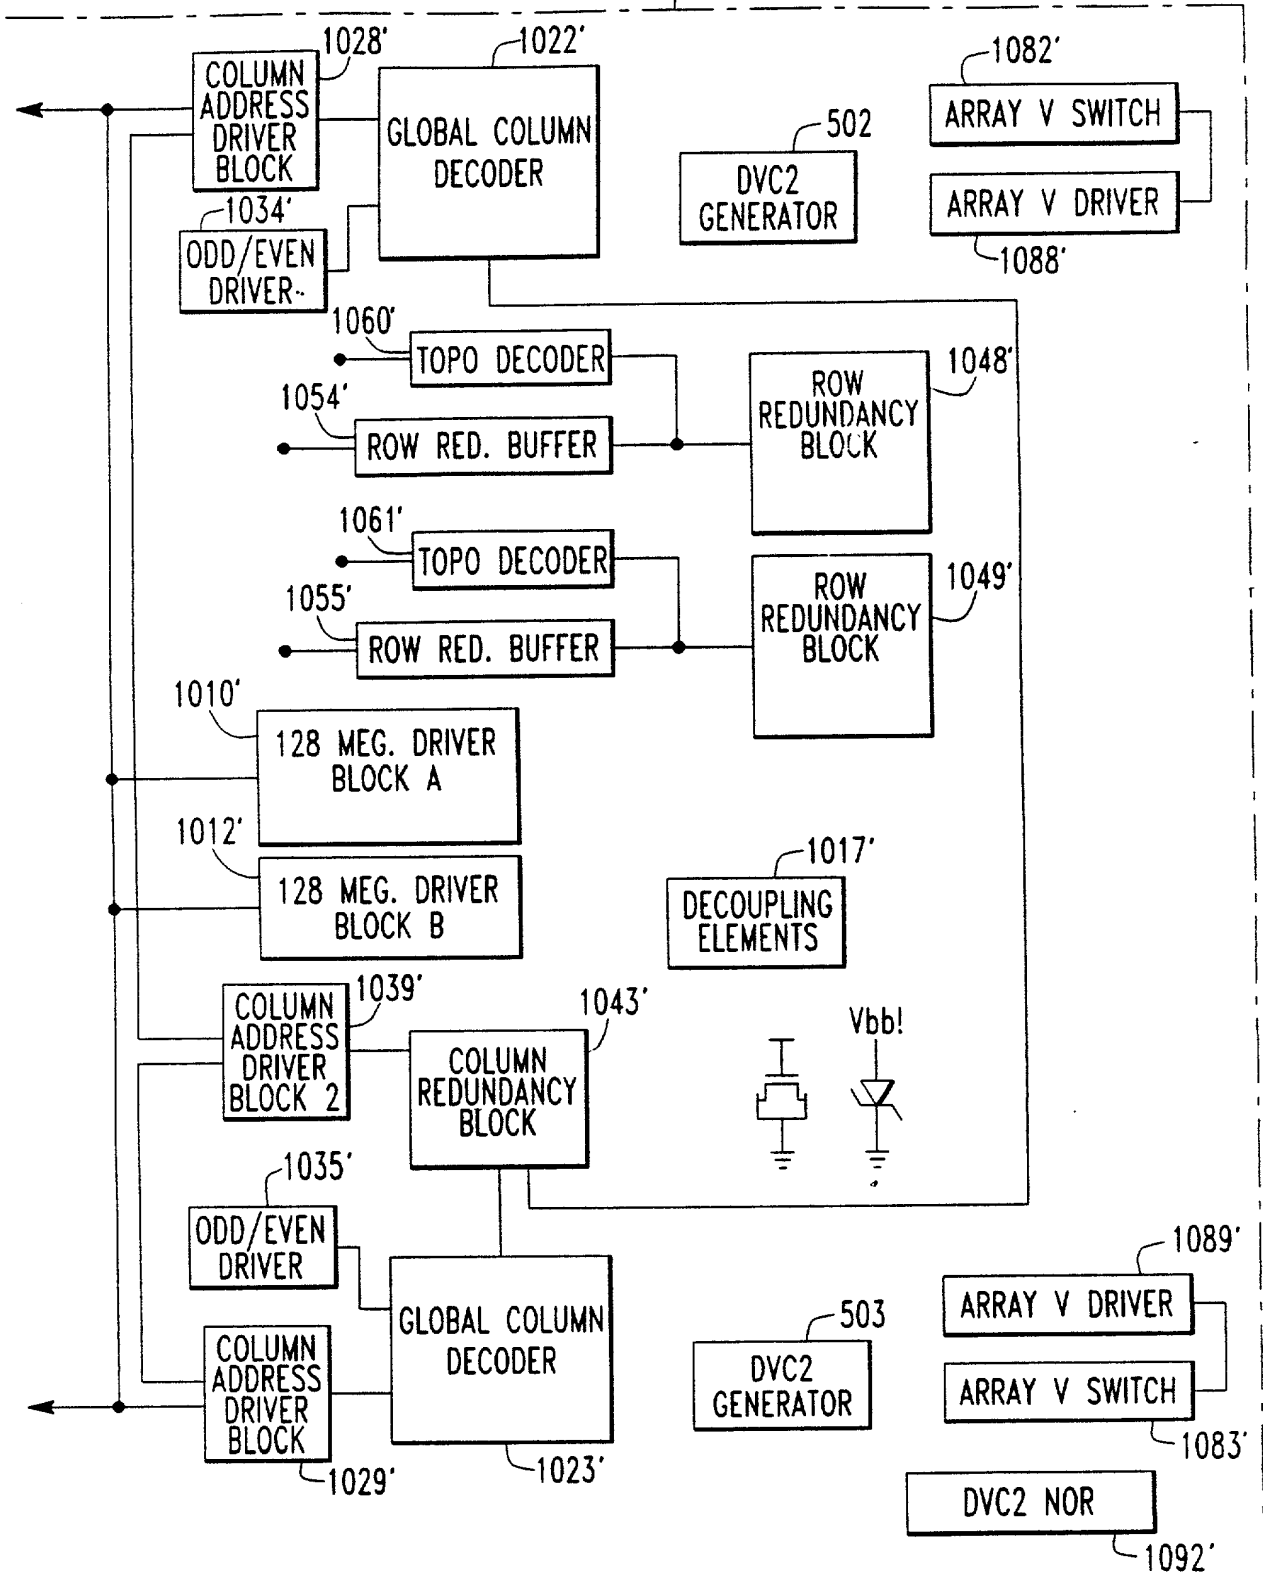 1028'
COLUMN
ADDRESS
DRIVER
BLOCK
1022'
GLOBAL COLUMN
DECODER
1082'
ARRAY V SWITCH
502
DVC2
GENERATOR
ARRAY V DRIVER
1088'
1034'
ODD/EVEN
DRIVER
1060'
TOPO DECODER
1048'
ROW
REDUNDANCY
BLOCK
1054'
ROW RED. BUFFER
1061'
TOPO DECODER
1049'
ROW
REDUNDANCY
BLOCK
1055'
ROW RED. BUFFER
1010'
128 MEG. DRIVER
BLOCK A
1012'
128 MEG. DRIVER
BLOCK B
1017'
DECOUPLING
ELEMENTS
1039'
COLUMN
ADDRESS
DRIVER
BLOCK 2
1043'
COLUMN
REDUNDANCY
BLOCK
Vbb!
1035'
ODD/EVEN
DRIVER
GLOBAL COLUMN
DECODER
1023'
COLUMN
ADDRESS
DRIVER
BLOCK
1029'
503
DVC2
GENERATOR
1089'
ARRAY V DRIVER
ARRAY V SWITCH
1083'
DVC2 NOR
1092'